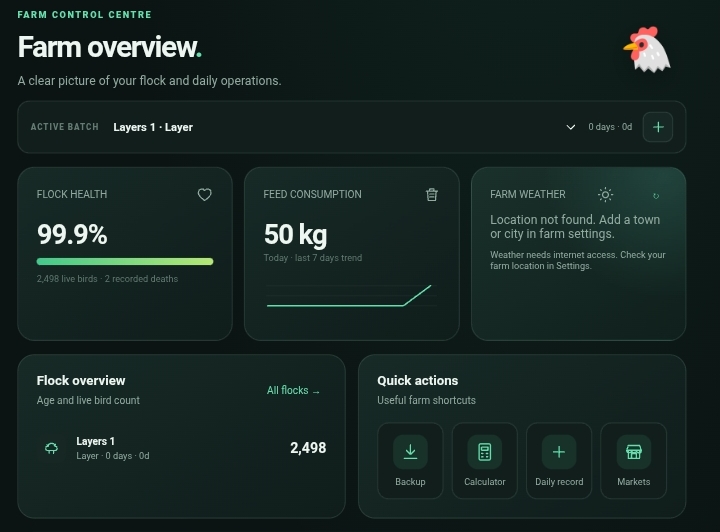 FARM CONTROL CENTRE
Farm overview.
A clear picture of your flock and daily operations.
ACTIVE BATCH Layers 1 · Layer 0 days · 0d
FLOCK HEALTH
99.9%
2,498 live birds · 2 recorded deaths
FEED CONSUMPTION
50 kg
Today · last 7 days trend
FARM WEATHER
Location not found. Add a town
or city in farm settings.
Weather needs internet access. Check your
farm location in Settings.
Flock overview
Age and live bird count
All flocks →
Layers 1
Layer · 0 days · 0d
2,498
Quick actions
Useful farm shortcuts
Backup
Calculator
Daily record
Markets